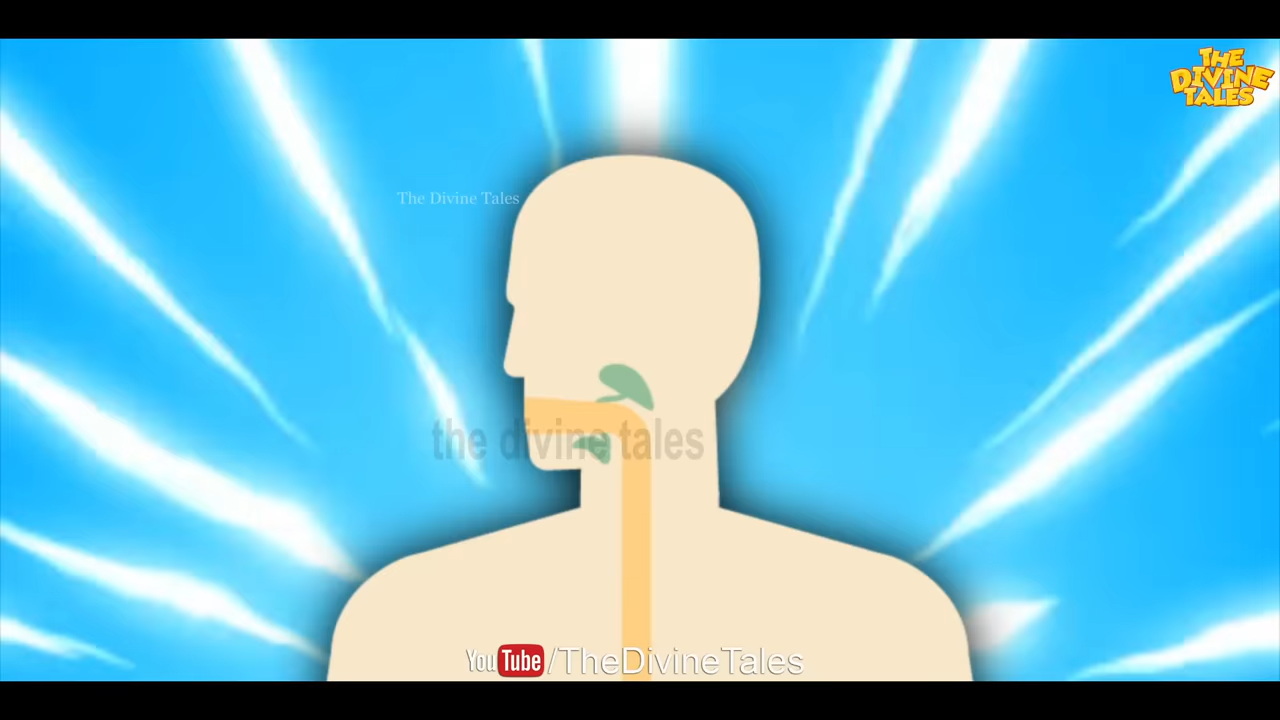 THE
DIVINE
TALES
The Divine Tales
the divine tales
YouTube/TheDivineTales